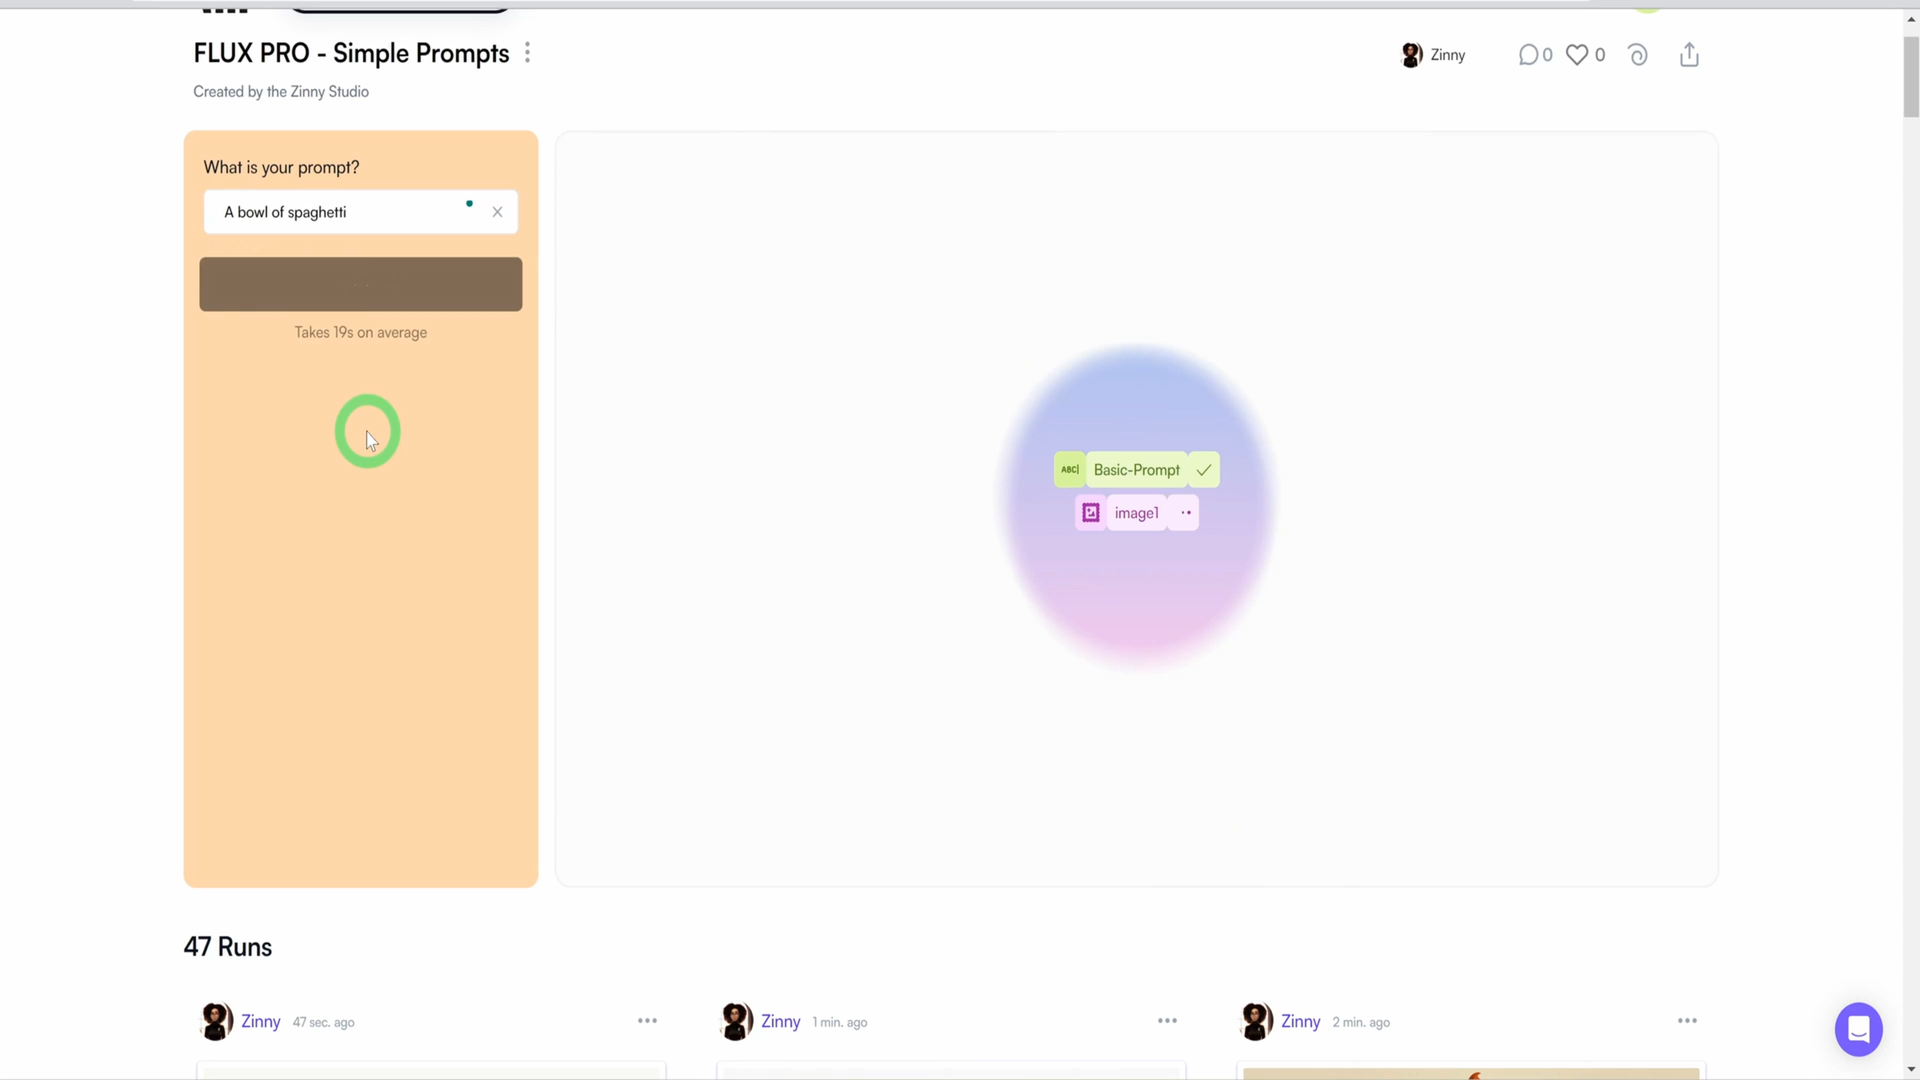 FLUX PRO - Simple Prompts
Zinny
0
0
Created by the Zinny Studio
What is your prompt?
A bowl of spaghetti
Takes 19s on average
ABC
Basic-Prompt
image1
47 Runs
Zinny 47 sec. ago
Zinny 1 min. ago
Zinny 2 min. ago